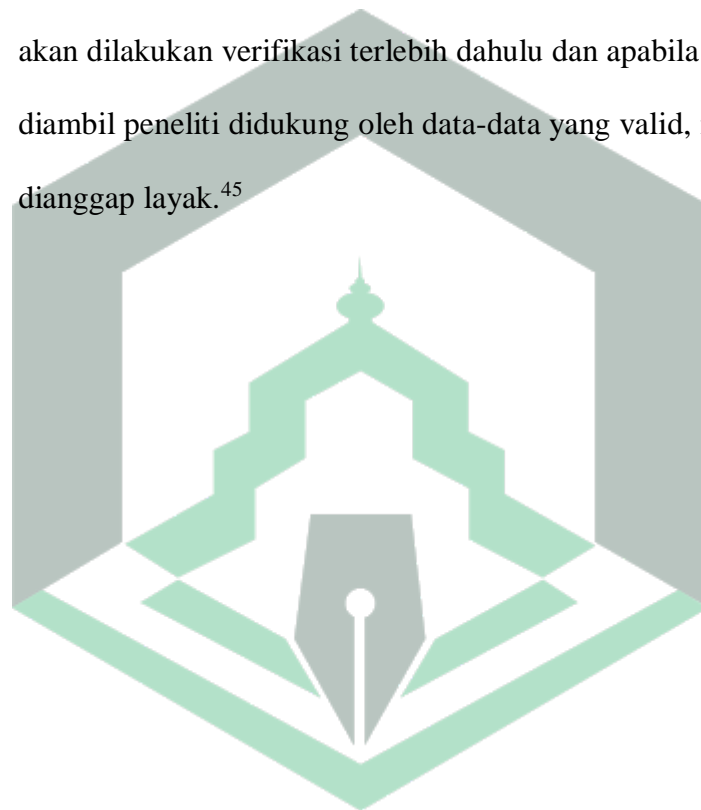 akan dilakukan verifikasi terlebih dahulu dan apabila
diambil peneliti didukung oleh data-data yang valid,
dianggap layak.⁴⁵